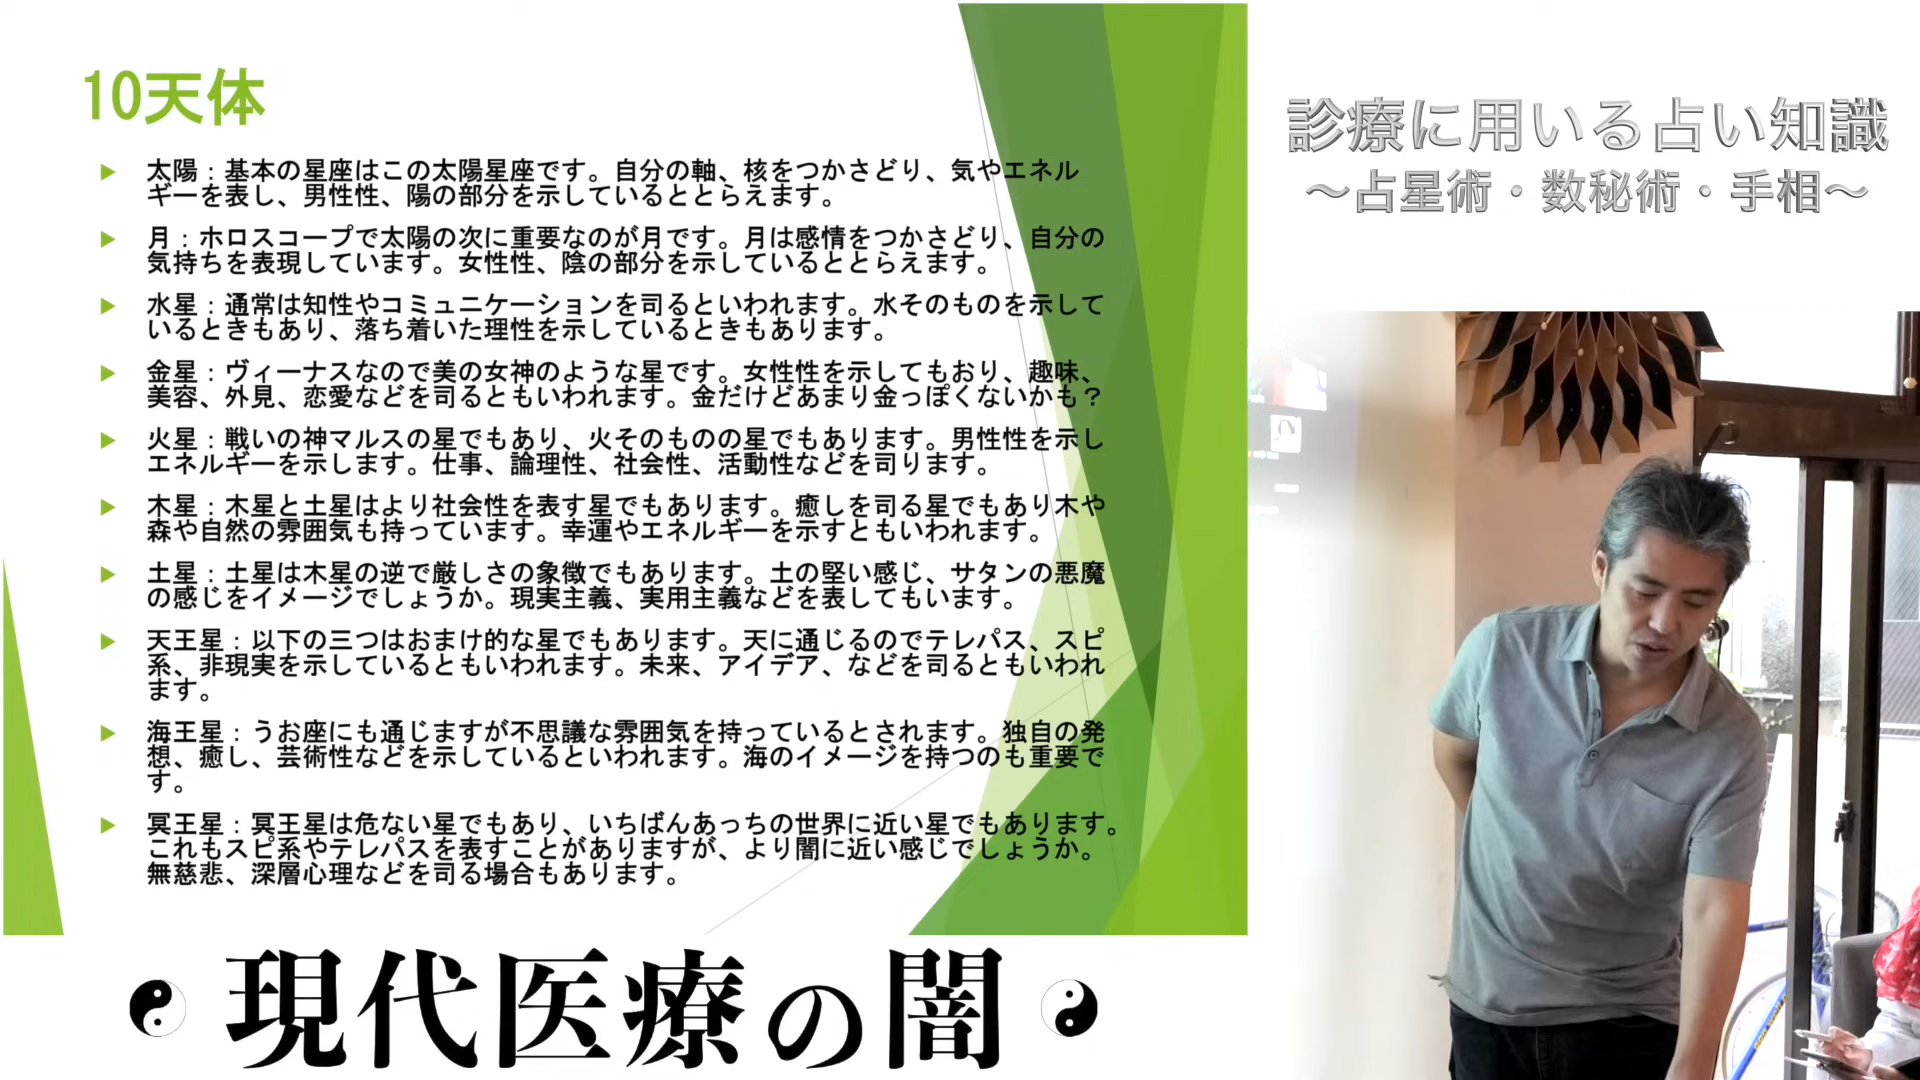 10天体
太陽：基本の星座はこの太陽星座です。自分の軸、核をつかさどり、気やエネル
ギーを表し、男性性、陽の部分を示しているととらえます。
月：ホロスコープで太陽の次に重要なのが月です。月は感情をつかさどり、自分の
気持ちを表現しています。女性性、陰の部分を示しているととらえます。
水星：通常は知性やコミュニケーションを司るといわれます。水そのものを示して
いるときもあり、落ち着いた理性を示しているときもあります。
金星：ヴィーナスなので美の女神のような星です。女性性を示してもおり、趣味、
美容、外見、恋愛などを司るともいわれます。金だけどあまり金っぽくないかも？
火星：戦いの神マルスの星でもあり、火そのものの星でもあります。男性性を示し
エネルギーを示します。仕事、論理性、社会性、活動性などを司ります。
木星：木星と土星はより社会性を表す星でもあります。癒しを司る星でもあり木や
森や自然の雰囲気も持っています。幸運やエネルギーを示すともいわれます。
土星：土星は木星の逆で厳しさの象徴でもあります。土の堅い感じ、サタンの悪魔
の感じをイメージでしょうか。現実主義、実用主義などを表してもいます。
天王星：以下の三つはおまけ的な星でもあります。天に通じるのでテレパス、スピ
系、非現実を示しているともいわれます。未来、アイデア、などを司るともいわれ
ます。
海王星：うお座にも通じますが不思議な雰囲気を持っているとされます。独自の発
想、癒し、芸術性などを示しているといわれます。海のイメージを持つのも重要で
す。
冥王星：冥王星は危ない星でもあり、いちばんあっちの世界に近い星でもあります。
これもスピ系やテレパスを表すことがありますが、より闇に近い感じでしょうか。
無慈悲、深層心理などを司る場合もあります。
診療に用いる占い知識
～占星術・数秘術・手相～
現代医療の闇